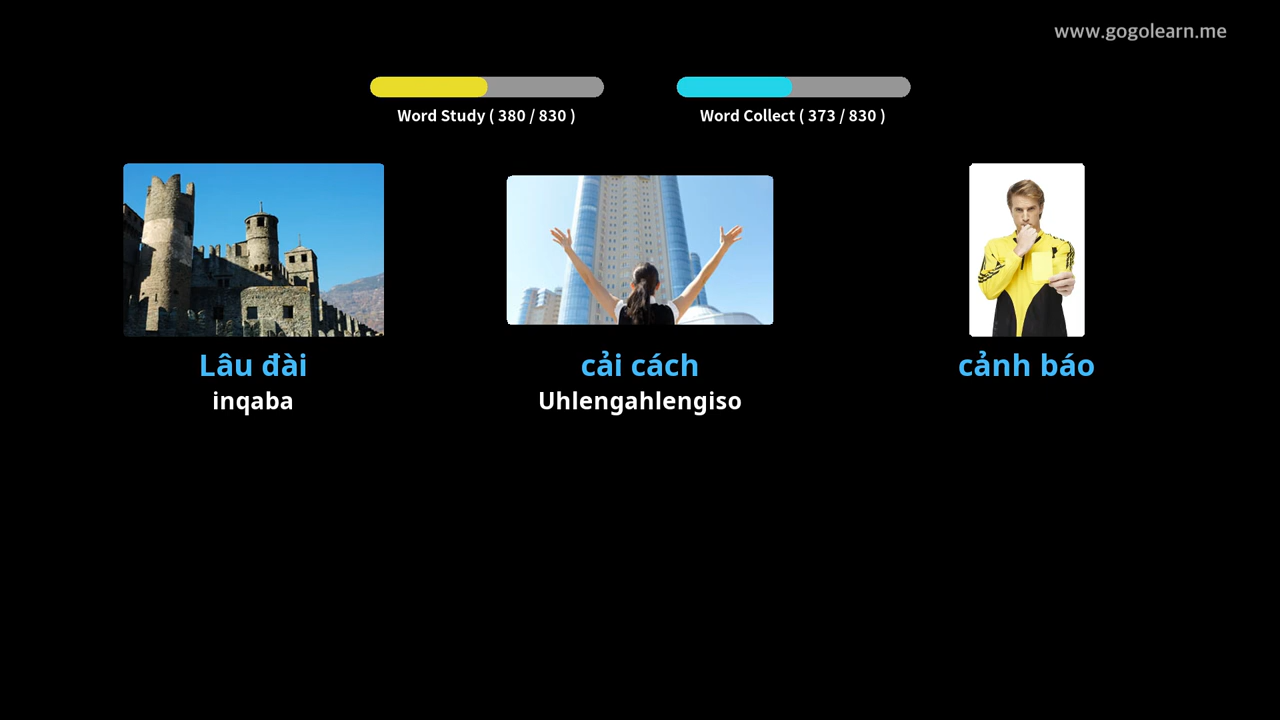 www.gogolearn.me
Word Study ( 380 / 830 )
Word Collect ( 373 / 830 )
Lâu đài
inqaba
cải cách
Uhlengahlengiso
cảnh báo